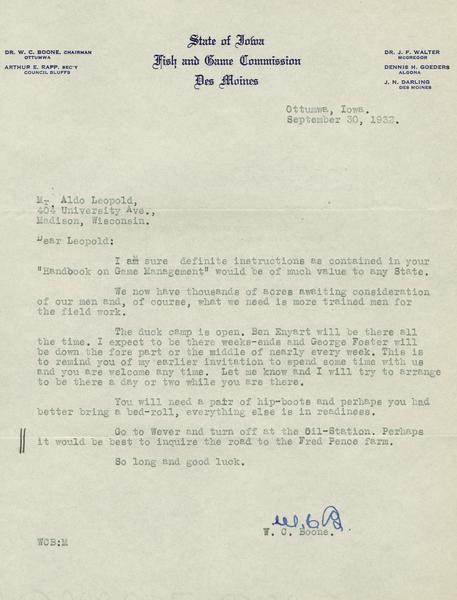 State of Iowa
Fish and Game Commission
Des Moines
DR. W. C. BOONE, CHAIRMAN
OTTUMWA
ARTHUR E. RAPP, SEC'Y
COUNCIL BLUFFS
DR. J. F. WALTER
MCGREGOR
DENNIS H. GOEDERS
ALGONA
J. N. DARLING
DES MOINES
Ottumwa, Iowa.
September 30, 1932.
Mr. Aldo Leopold,
404 University Ave.,
Madison, Wisconsin.
Dear Leopold:
I am sure definite instructions as contained in your
"Handbook on Game Management" would be of much value to any State.
We now have thousands of acres awaiting consideration
of our men and, of course, what we need is more trained men for
the field work.
The duck camp is open. Ben Enyart will be there all
the time. I expect to be there weeks-ends and George Foster will
be down the fore part or the middle of nearly every week. This is
to remind you of my earlier invitation to spend some time with us
and you are welcome any time. Let me know and I will try to arrange
to be there a day or two while you are there.
You will need a pair of hip-boots and perhaps you had
better bring a bed-roll, everything else is in readiness.
Go to Wever and turn off at the Oil-Station. Perhaps
it would be best to inquire the road to the Fred Pence farm.
So long and good luck.
W. C. B.
W. C. Boone.
WCB:M